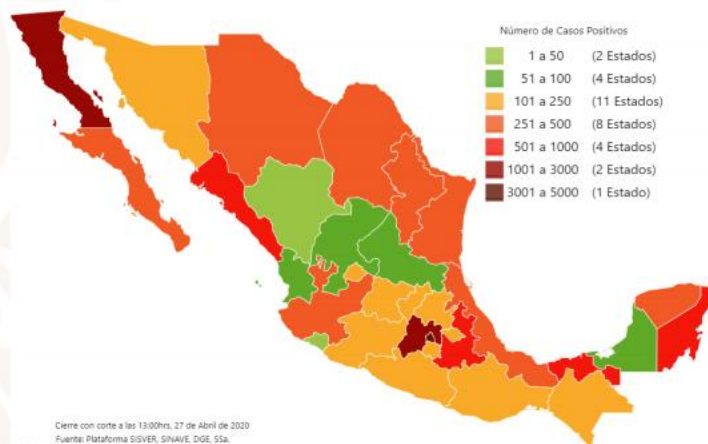 Número de Casos Positivos
1 a 50 (2 Estados)
51 a 100 (4 Estados)
101 a 250 (11 Estados)
251 a 500 (8 Estados)
501 a 1000 (4 Estados)
1001 a 3000 (2 Estados)
3001 a 5000 (1 Estado)
Cierre con corte a las 13:00hrs, 27 de Abril de 2020
Fuente: Plataforma SISVER, SINAVE, DGE, SSa.